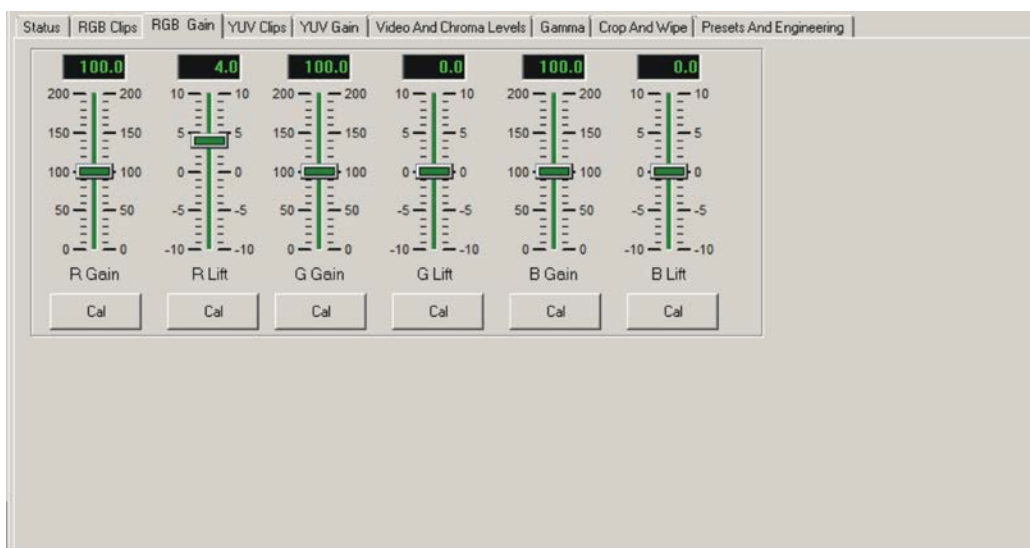 Status RGB Clips RGB Gain YUV Clips YUV Gain Video And Chroma Levels Gamma Crop And Wipe Presets And Engineering
100.0 4.0 100.0 0.0 100.0 0.0
200 200 10 10 200 200 10 10 200 200 10 10
150 150 5 5 150 150 5 5 150 150 5 5
100 100 0 0 100 100 0 0 100 100 0 0
50 50 -5 -5 50 50 -5 -5 50 50 -5 -5
0 0 -10 -10 0 0 -10 -10 0 0 -10 -10
R Gain R Lift G Gain G Lift B Gain B Lift
Cal Cal Cal Cal Cal Cal